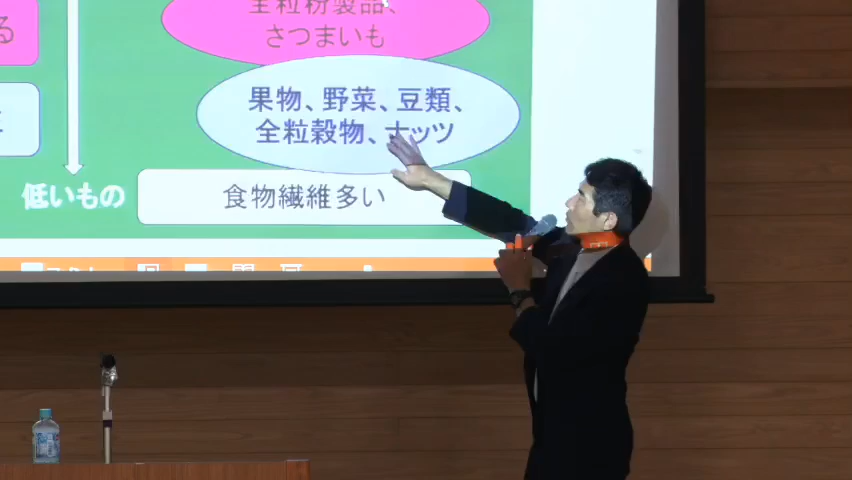 全粒粉製品、
さつまいも
る
果物、野菜、豆類、
全粒穀物、ナッツ
低いもの
食物繊維多い